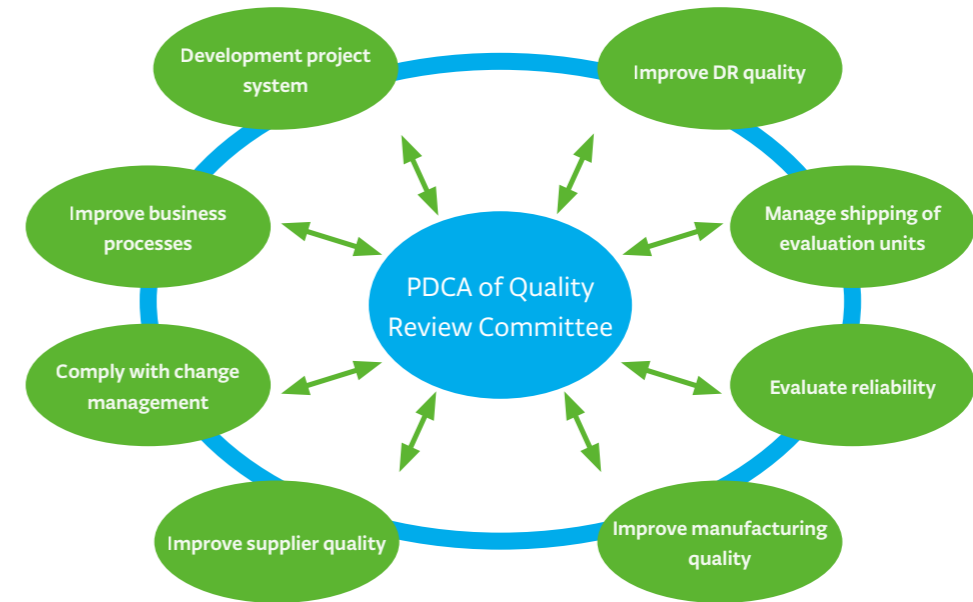 Development project
system
Improve DR quality
Improve business
processes
Manage shipping of
evaluation units
PDCA of Quality
Review Committee
Comply with change
management
Evaluate reliability
Improve supplier quality
Improve manufacturing
quality